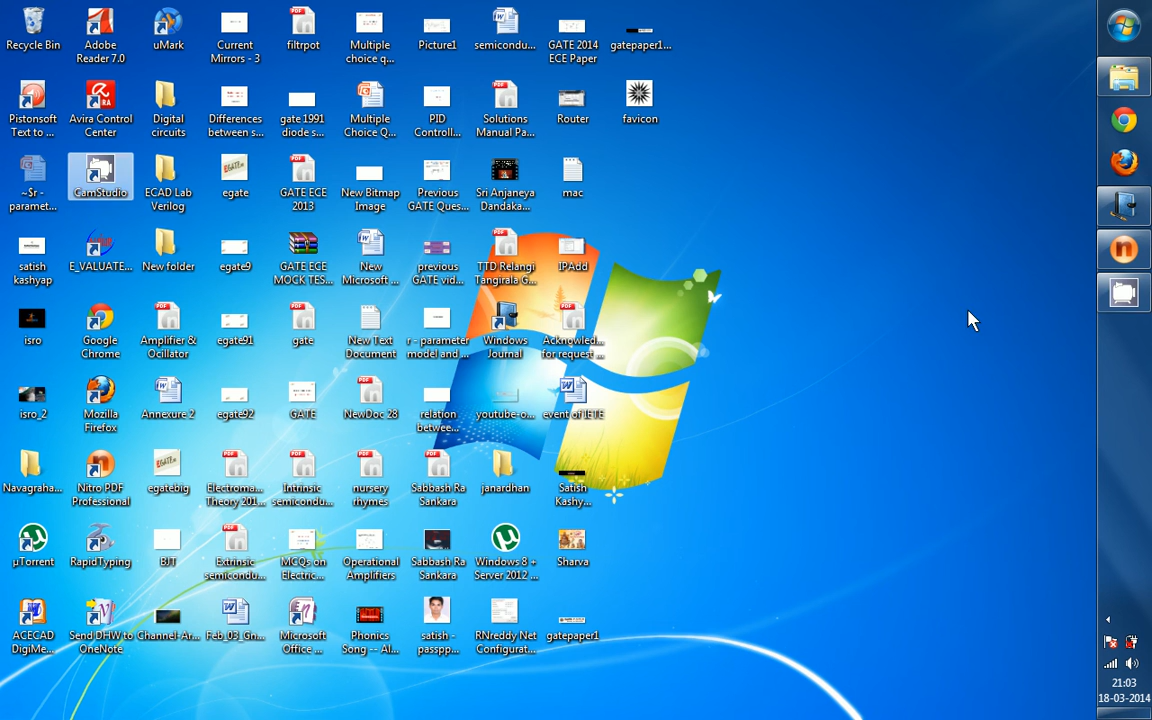 Recycle Bin
Adobe
Reader 7.0
uMark
Current
Mirrors - 3
filtrpot
Multiple
choice q...
Picture1
semicondu...
GATE 2014
ECE Paper
gatepaper1...
Pistonsoft
Text to ...
Avira Control
Center
Digital
circuits
Differences
between s...
gate 1991
diode s...
Multiple
Choice Q...
PID
Controll...
Solutions
Manual Pa...
Router
favicon
~$r -
paramet...
CamStudio
ECAD Lab
Verilog
egate
GATE ECE
2013
New Bitmap
Image
Previous
GATE Ques...
Sri Anjaneya
Dandaka...
mac
satish
kashyap
E_VALUATE...
New folder
egate9
GATE ECE
MOCK TES...
New
Microsoft ...
previous
GATE vid...
TTD Relangi
Tangirala G...
IPAdd
isro
Google
Chrome
Amplifier &
Ocillator
egate91
gate
New Text
Document
r - parameter
model and ...
Windows
Journal
Acknowled...
for request ...
isro_2
Mozilla
Firefox
Annexure 2
egate92
GATE
NewDoc 28
relation
betwee...
youtube-o...
event of IETE
Navagraha...
Nitro PDF
Professional
egatebig
Electroma...
Theory 201...
Intrinsic
semicondu...
nursery
rhymes
Sabbash Ra
Sankara
janardhan
Satish
Kashy...
µTorrent
RapidTyping
BJT
Extrinsic
semicondu...
MCQs on
Electric...
Operational
Amplifiers
Sabbash Ra
Sankara
Windows 8 +
Server 2012 ...
Sharva
ACECAD
DigiMe...
Send DHW to
OneNote
Channel-Ar...
Feb_03_Gn...
Microsoft
Office ...
Phonics
Song -- Al...
satish -
passpp...
RNreddy Net
Configurat...
gatepaper1
21:03
18-03-2014